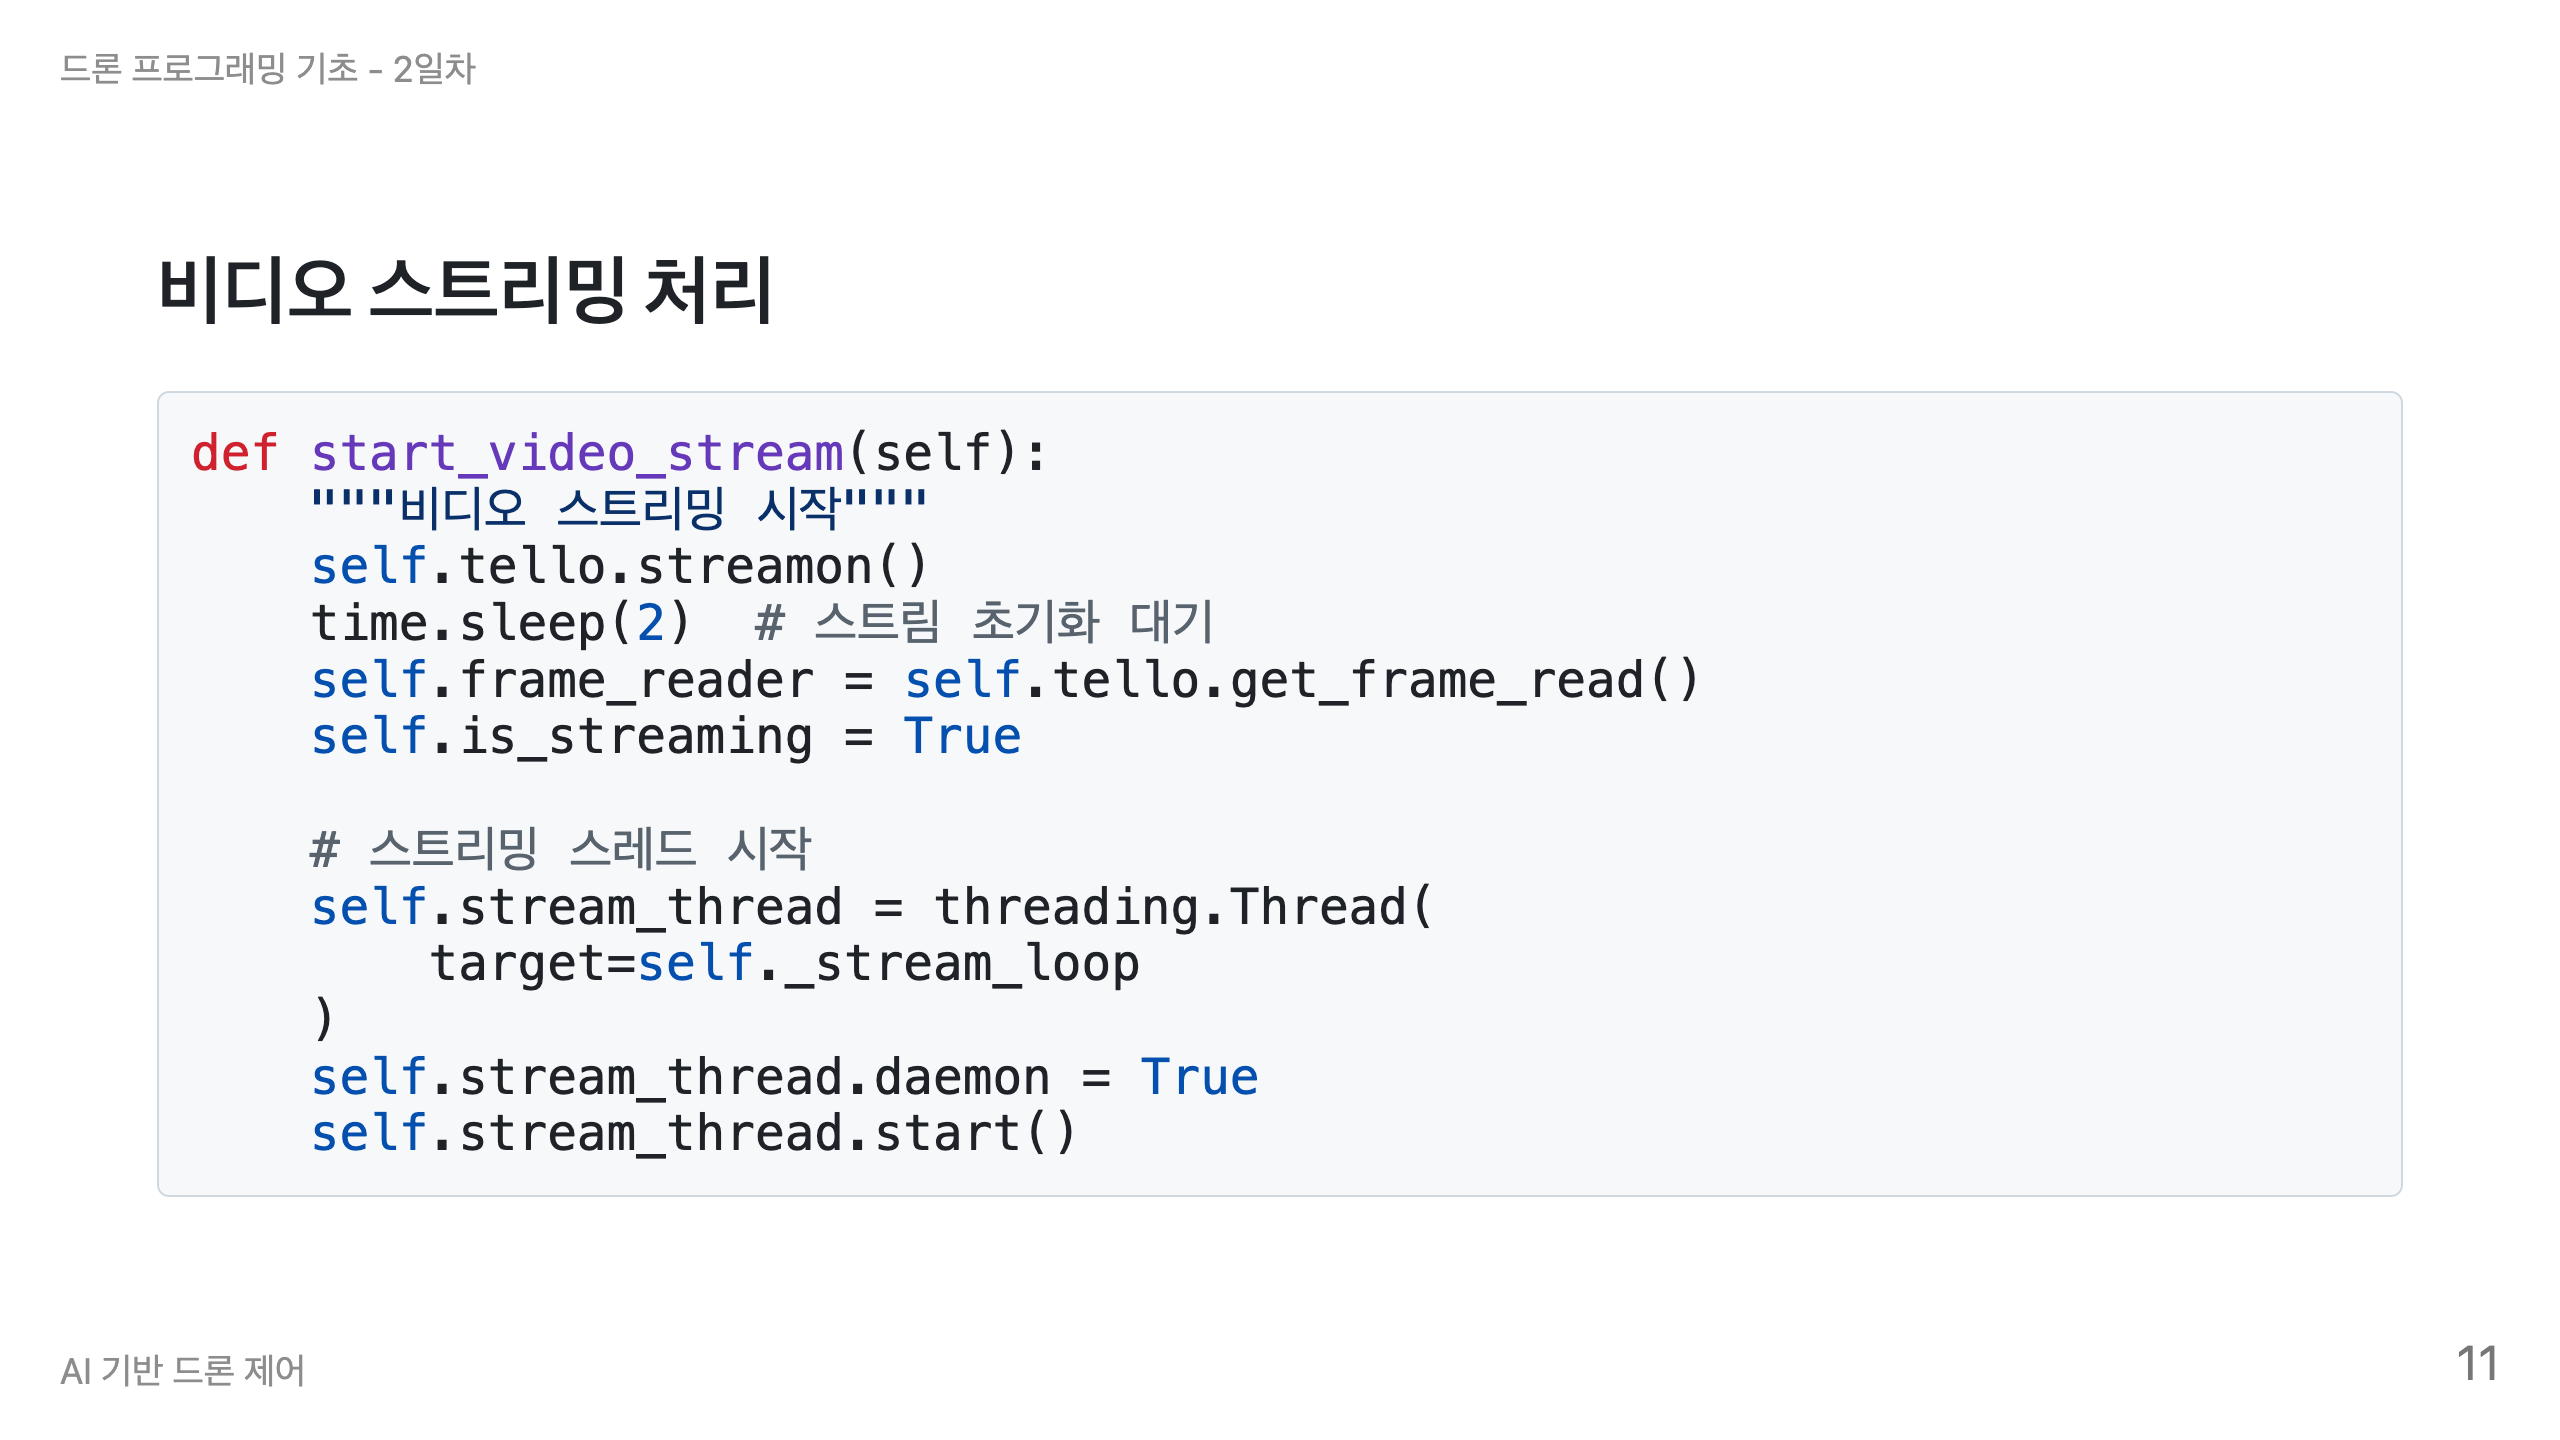 드론 프로그래밍 기초 - 2일차
비디오 스트리밍 처리
def start_video_stream(self):
    """비디오 스트리밍 시작"""
    self.tello.streamon()
    time.sleep(2)  # 스트림 초기화 대기
    self.frame_reader = self.tello.get_frame_read()
    self.is_streaming = True

    # 스트리밍 스레드 시작
    self.stream_thread = threading.Thread(
        target=self._stream_loop
    )
    self.stream_thread.daemon = True
    self.stream_thread.start()
AI 기반 드론 제어
11